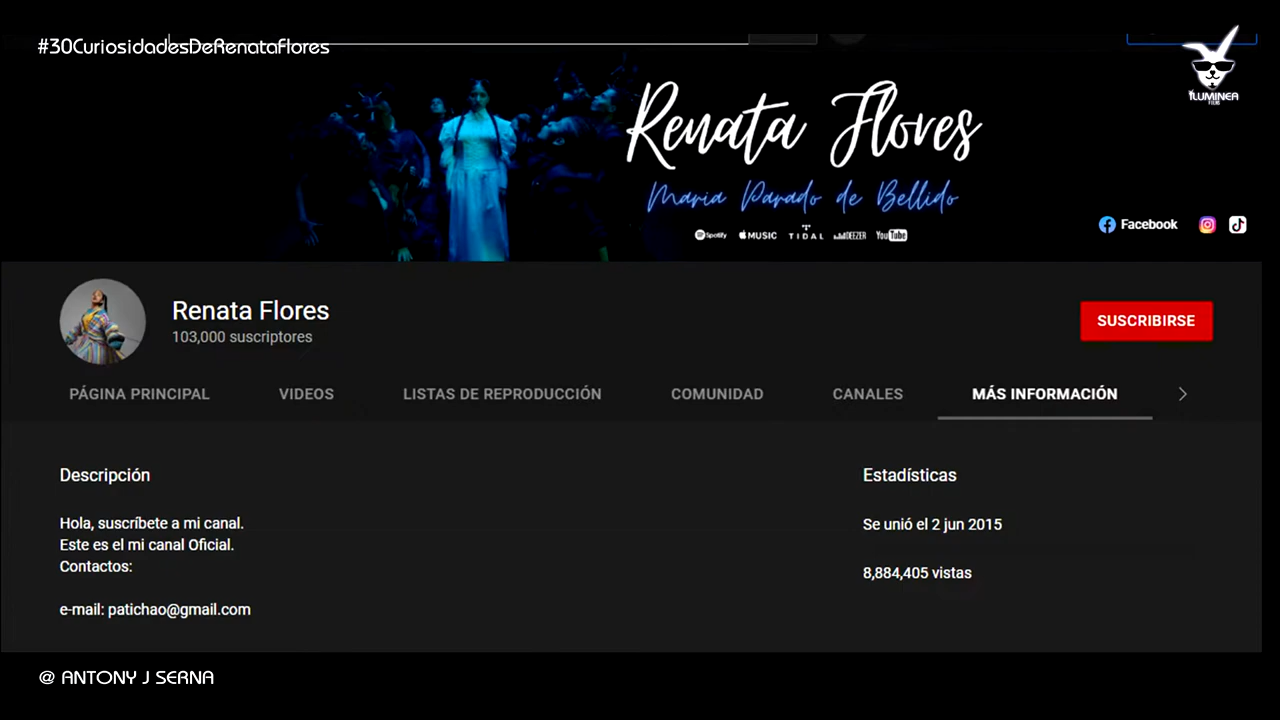 #30CuriosidadesDeRenataFlores
ILUMINEA
FILMS
Renata Flores
Maria Parado de Bellido
Spotify MUSIC TIDAL DEEZER YouTube
Facebook
Renata Flores
103,000 suscriptores
SUSCRIBIRSE
PÁGINA PRINCIPAL VIDEOS LISTAS DE REPRODUCCIÓN COMUNIDAD CANALES MÁS INFORMACIÓN
Descripción
Hola, suscríbete a mi canal.
Este es el mi canal Oficial.
Contactos:
e-mail: patichao@gmail.com
Estadísticas
Se unió el 2 jun 2015
8,884,405 vistas
@ ANTONY J SERNA